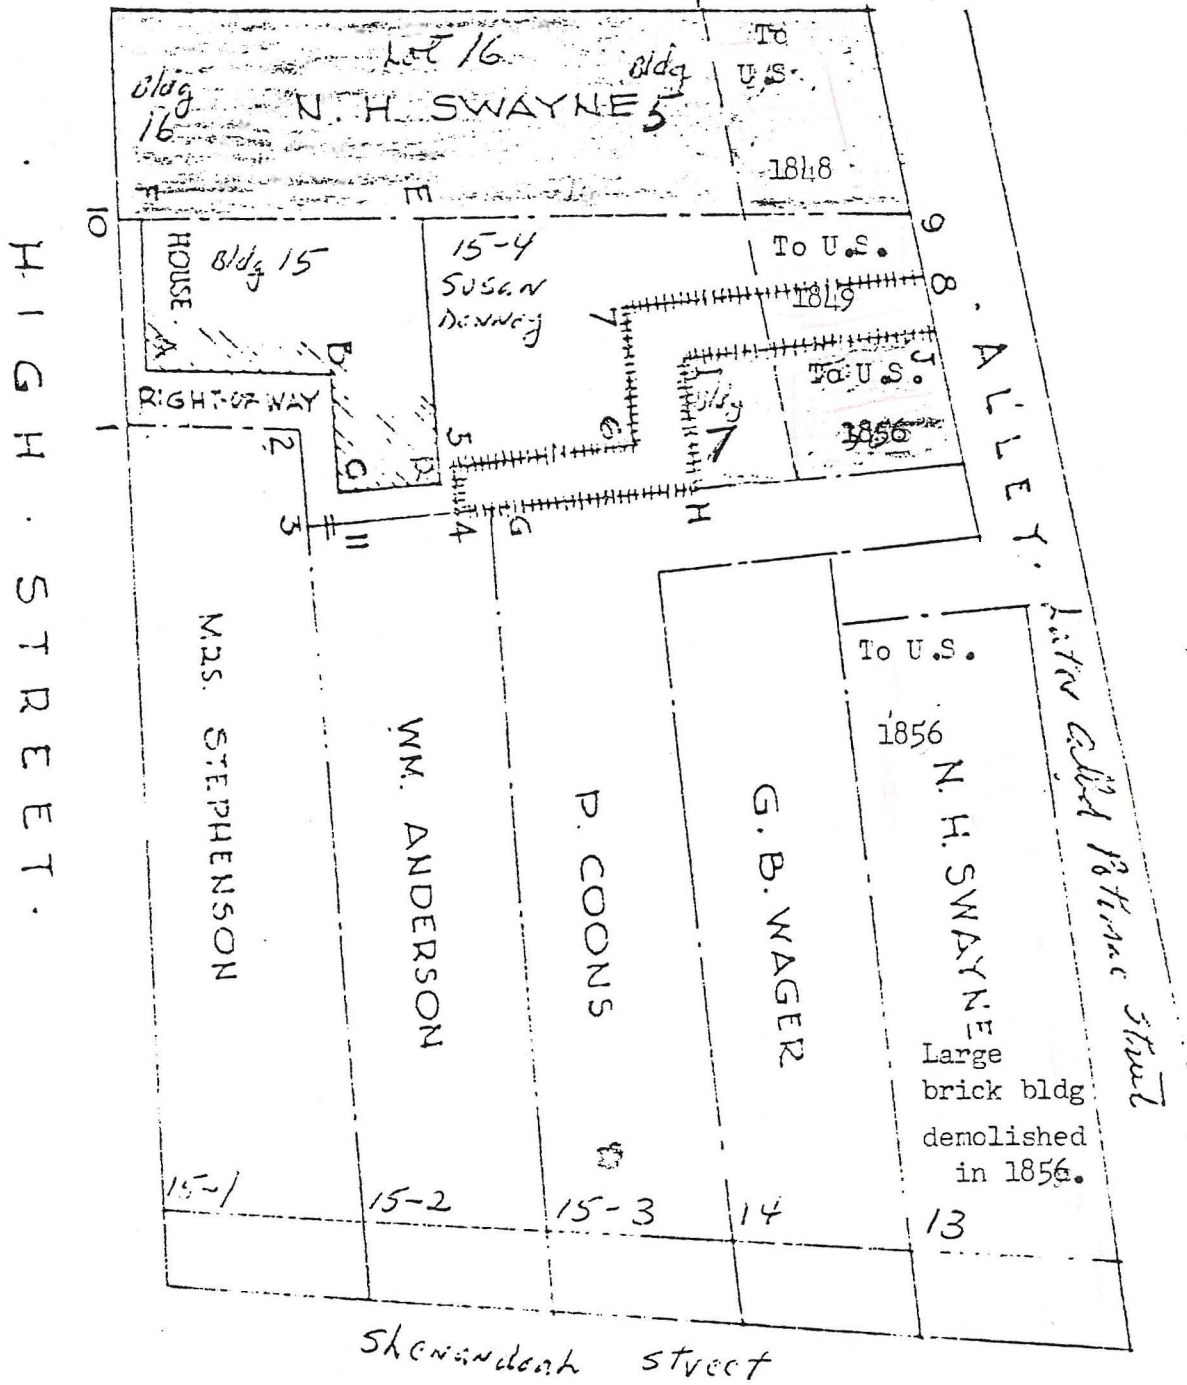 Lot 16
Bldg
16
N. H. SWAYNE
Bldg
5
To
U.S.
1848
F
E
10
9
HOUSE
Bldg 15
15-4
SUSAN
To U.S.
1849
8
7
A
B
RIGHT-OF-WAY
I
J
Bldg
7
To U.S.
1856
1
2
C
D
5
6
3
11
4
G
H
. HIGH . STREET .
. ALLEY .
Later Called Potomac Street
MRS. STEPHENSON
WM. ANDERSON
P. COONS
G. B. WAGER
To U.S.
1856
N. H. SWAYNE
Large
brick bldg
demolished
in 1856.
15-1
15-2
15-3
14
13
Shenandoah Street